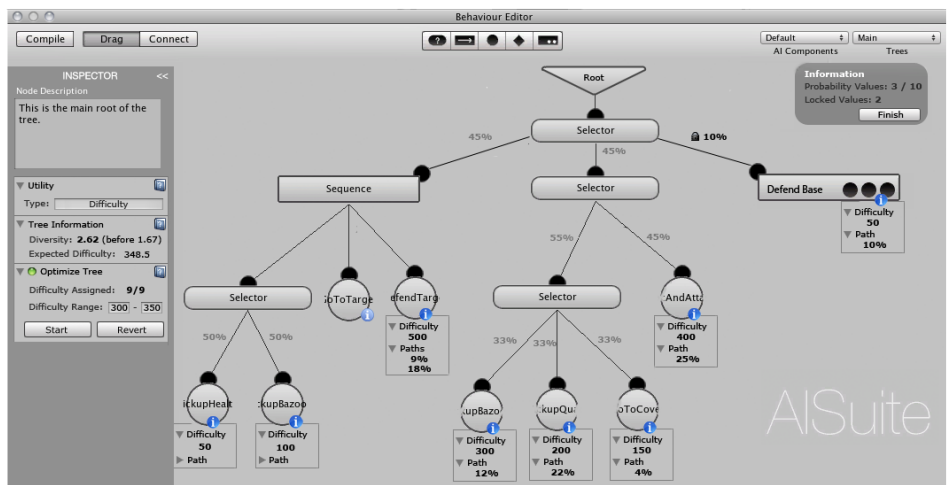 Behaviour Editor
Compile Drag Connect
Default Main
AI Components Trees
INSPECTOR <<
Node Description
This is the main root of the
tree.
Utility
Type: Difficulty
Tree Information
Diversity: 2.62 (before 1.67)
Expected Difficulty: 348.5
Optimize Tree
Difficulty Assigned: 9/9
Difficulty Range: 300 - 350
Start Revert
Information
Probability Values: 3 / 10
Locked Values: 2
Finish
Root
Selector
45%
45%
10%
Sequence
Selector
Defend Base
Difficulty
50
Path
10%
55%
45%
Selector
oToTarge
efendTarg
Difficulty
500
Paths
9%
18%
Selector
AndAtta
Difficulty
400
Path
25%
50%
50%
33%
33%
33%
ickupHealt
kupBazoo
kupBazo
kupQua
oToCove
Difficulty
50
Path
Difficulty
100
Path
Difficulty
300
Path
12%
Difficulty
200
Path
22%
Difficulty
150
Path
4%
AISuite